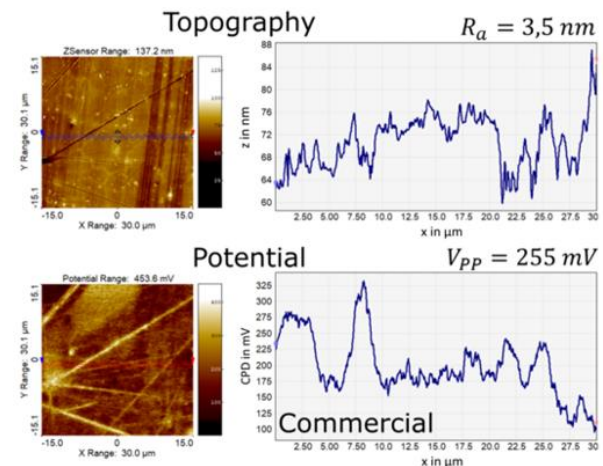 Topography
Ra = 3,5 nm
ZSensor Range: 137.2 nm
15.1
0
-15.1
Y Range: 30.1 µm
-15.0
0
15.0
X Range: 30.0 µm
z in nm
88
84
80
76
72
68
64
60
2.50 5.00 7.50 10.0 12.5 15.0 17.5 20.0 22.5 25.0 27.5 30
x in µm
Potential
VPP = 255 mV
Potential Range: 453.6 mV
15.1
0
-15.1
Y Range: 30.1 µm
-15.0
0
15.0
X Range: 30.0 µm
CPD in mV
325
300
275
250
225
200
175
150
125
100
Commercial
2.50 5.00 7.50 10.0 12.5 15.0 17.5 20.0 22.5 25.0 27.5 30
x in µm